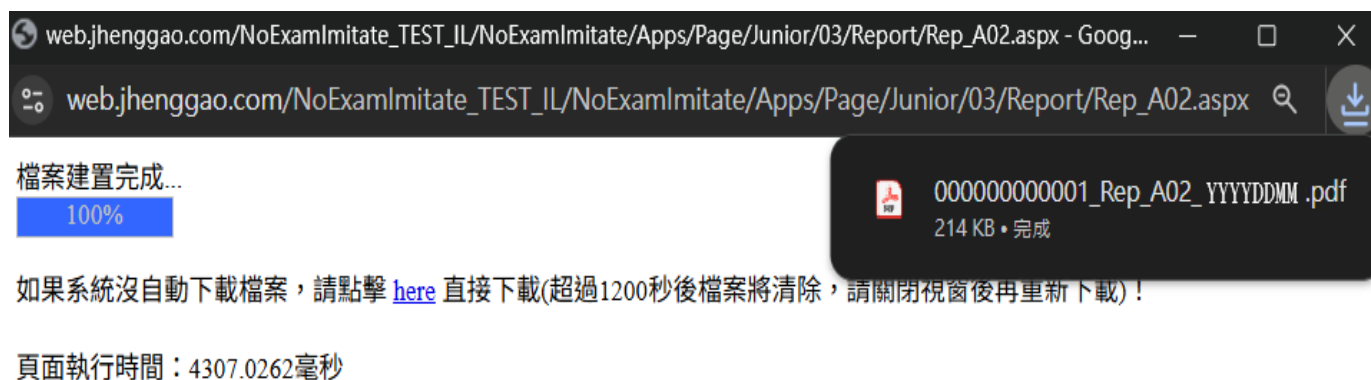 web.jhenggao.com/NoExamImitate_TEST_IL/NoExamImitate/Apps/Page/Junior/03/Report/Rep_A02.aspx - Goog...
web.jhenggao.com/NoExamImitate_TEST_IL/NoExamImitate/Apps/Page/Junior/03/Report/Rep_A02.aspx
檔案建置完成...
100%
000000000001_Rep_A02_ YYYYDDMM .pdf
214 KB • 完成
如果系統沒自動下載檔案，請點擊 here 直接下載(超過1200秒後檔案將清除，請關閉視窗後再重新下載)！
頁面執行時間：4307.0262毫秒